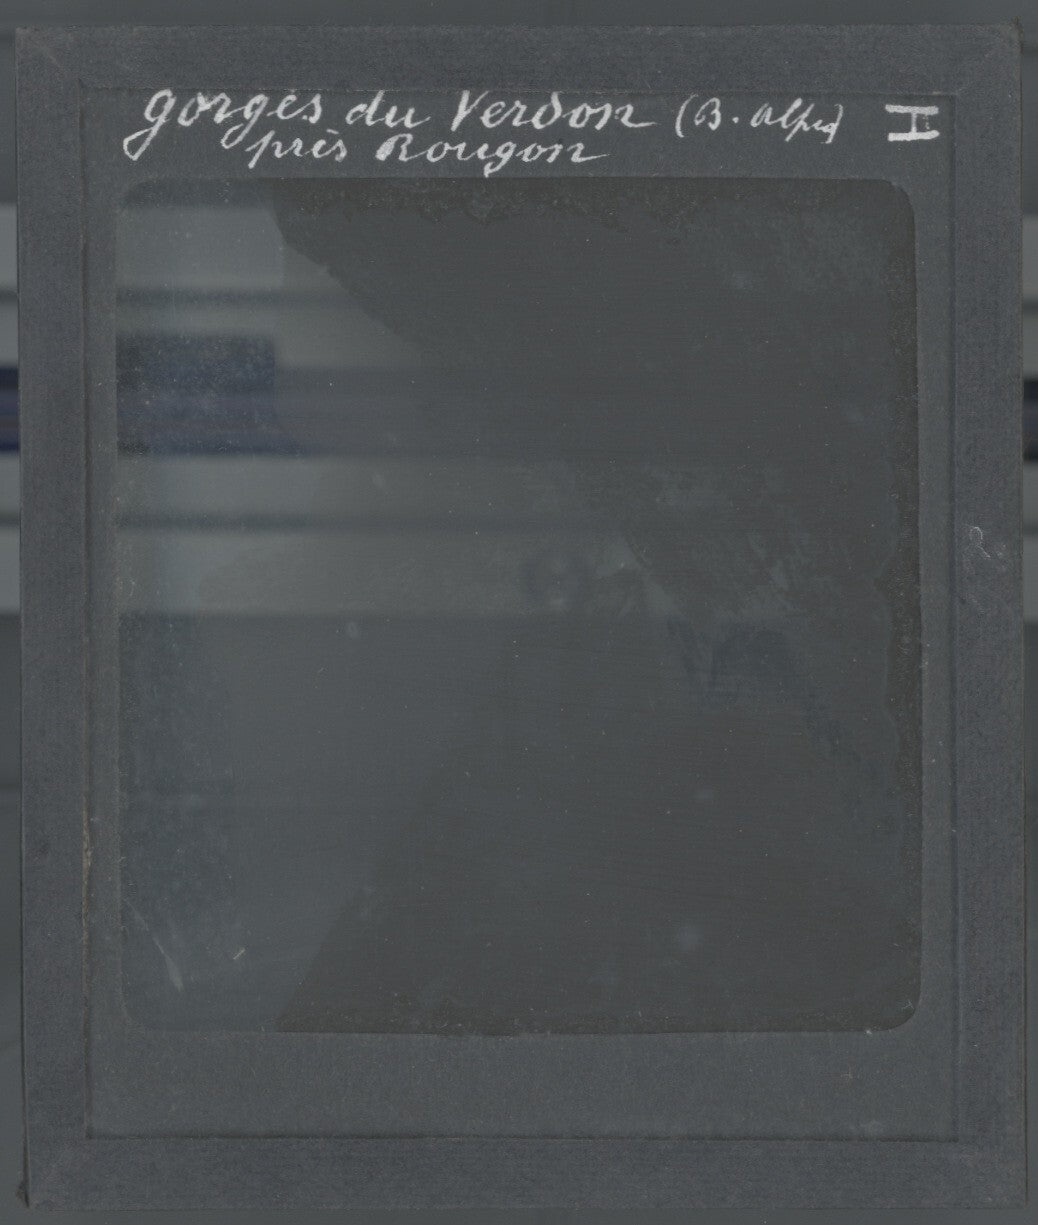 gorges du Verdon (B. Alpes) H
près Rougon